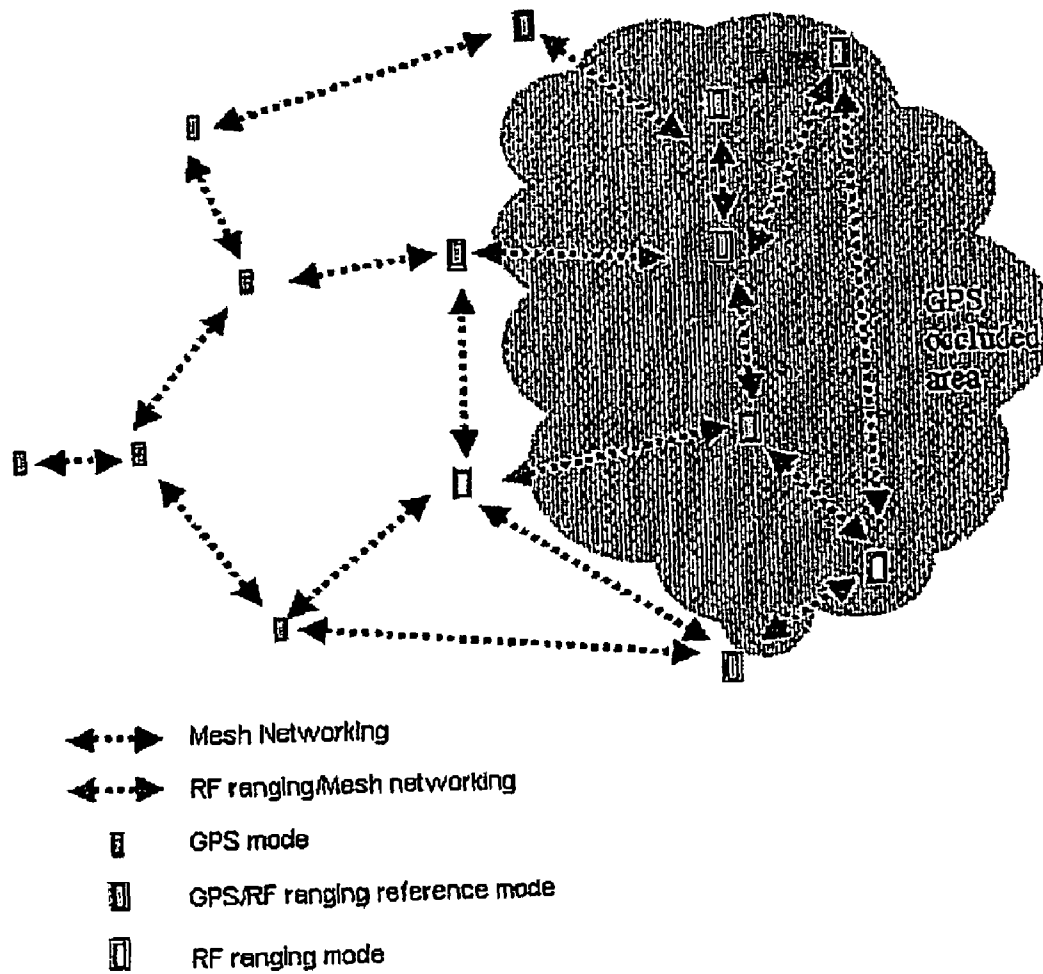 GPS
occluded
area
Mesh Networking
RF ranging/Mesh networking
GPS mode
GPS/RF ranging reference mode
RF ranging mode